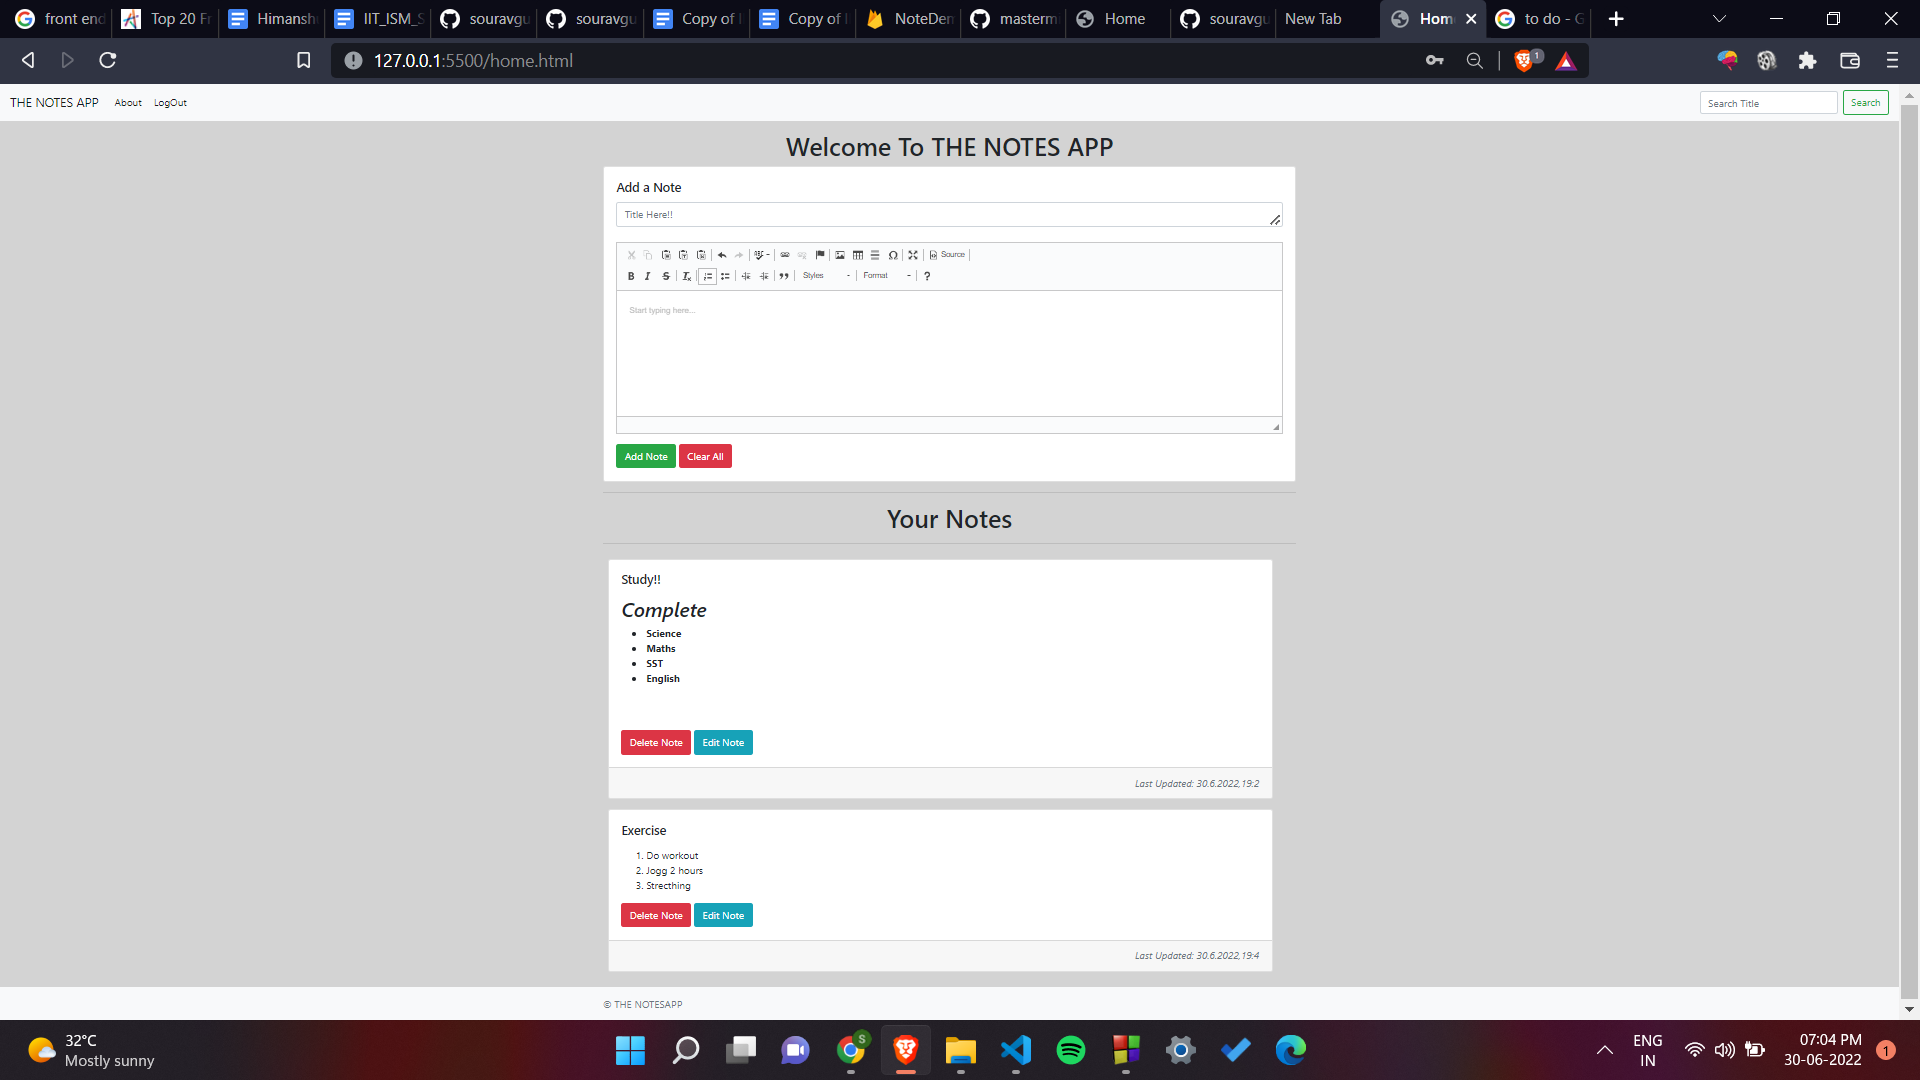 front end
Top 20 Fr
Himansh
IIT_ISM_S
souravgu
souravgu
Copy of I
Copy of I
NoteDem
masterm
Home
souravgu
New Tab
Home
to do - G
127.0.0.1:5500/home.html
1
THE NOTES APP About LogOut
Search Title Search
Welcome To THE NOTES APP
Add a Note
Title Here!!
Source
B I S Styles Format ?
Start typing here...
Add Note Clear All
Your Notes
Study!!
Complete
Science
Maths
SST
English
Delete Note Edit Note
Last Updated: 30.6.2022,19:2
Exercise
1. Do workout
2. Jogg 2 hours
3. Strecthing
Delete Note Edit Note
Last Updated: 30.6.2022,19:4
© THE NOTESAPP
32°C
Mostly sunny
S
ENG
IN
07:04 PM
30-06-2022
1